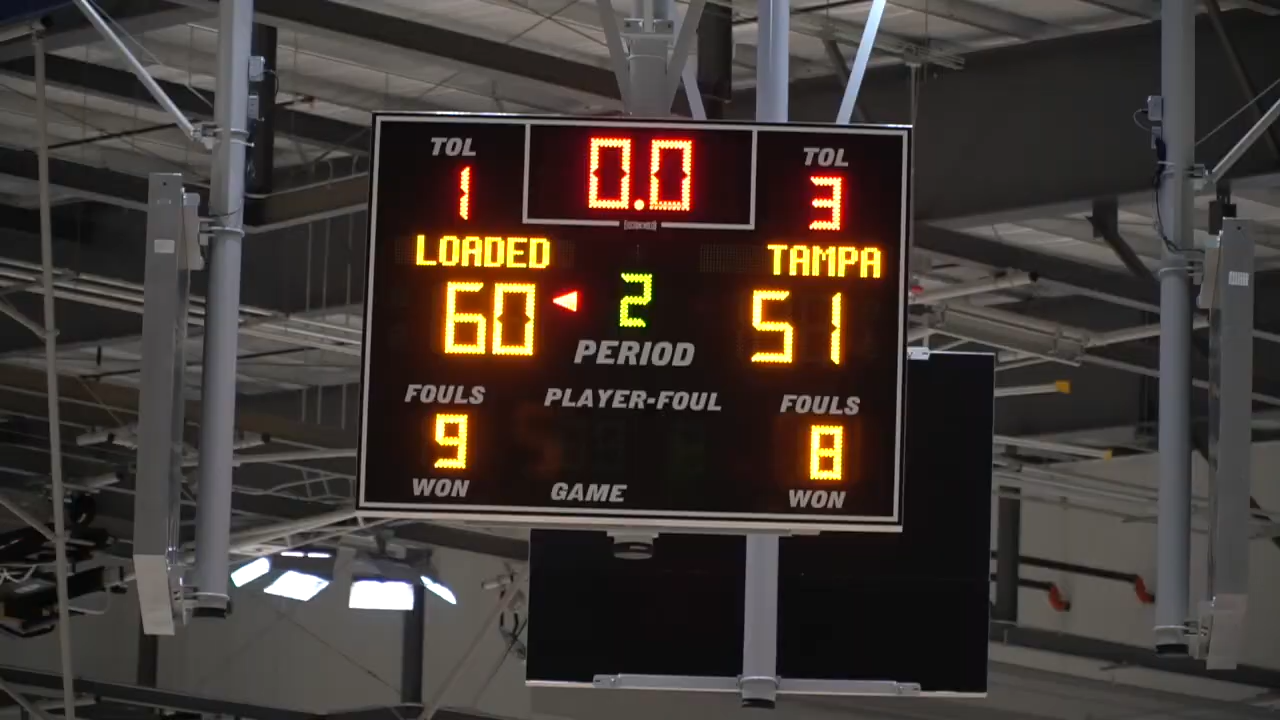 TOL 0.0 TOL
1 3
LOADED TAMPA
60 2 51
PERIOD
FOULS PLAYER-FOUL FOULS
9 8
WON GAME WON